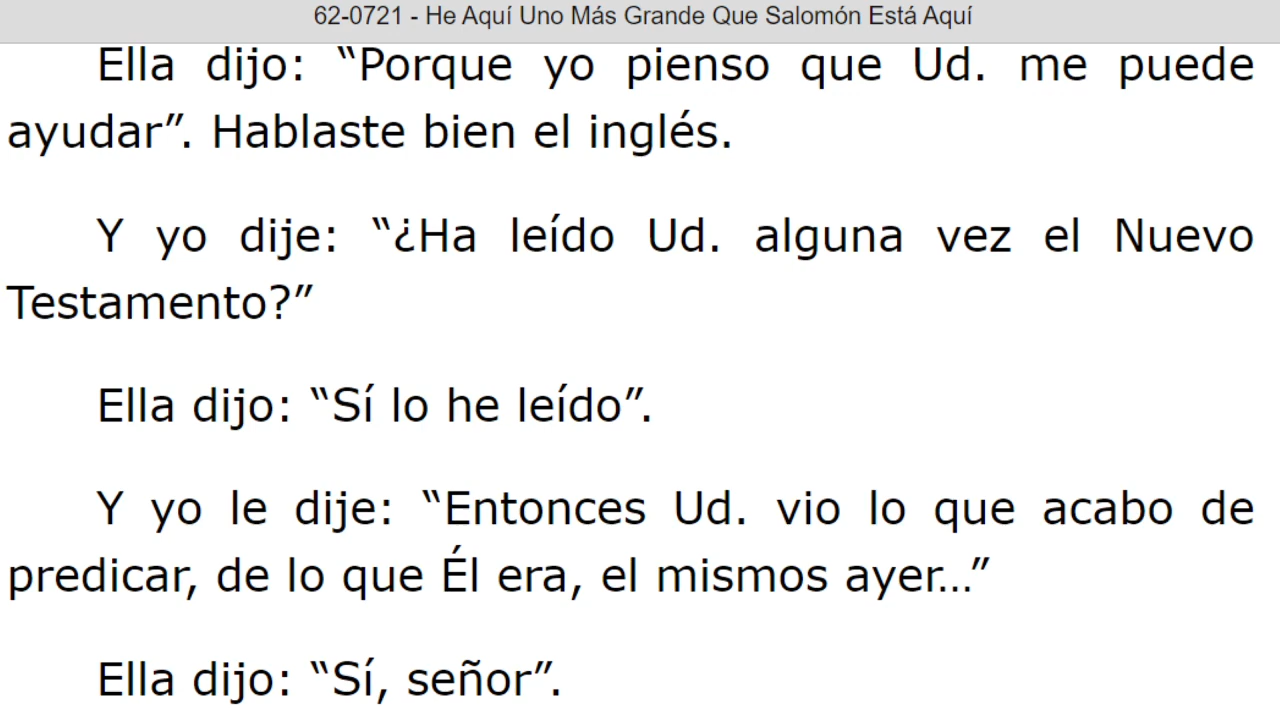 62-0721 - He Aquí Uno Más Grande Que Salomón Está Aquí
Ella dijo: “Porque yo pienso que Ud. me puede
ayudar”. Hablaste bien el inglés.
Y yo dije: “¿Ha leído Ud. alguna vez el Nuevo
Testamento?”
Ella dijo: “Sí lo he leído”.
Y yo le dije: “Entonces Ud. vio lo que acabo de
predicar, de lo que Él era, el mismos ayer…”
Ella dijo: “Sí, señor”.